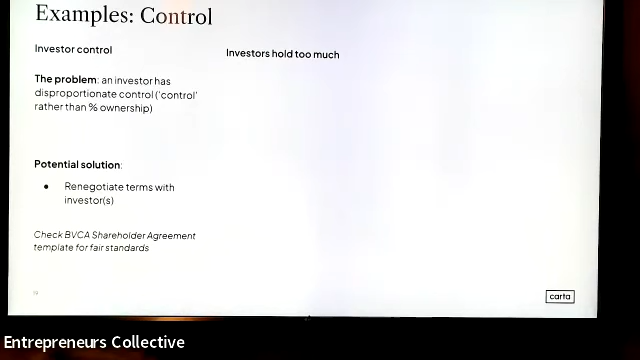 Examples: Control
Investor control
Investors hold too much
The problem: an investor has
disproportionate control ('control'
rather than % ownership)
Potential solution:
● Renegotiate terms with
investor(s)
Check BVCA Shareholder Agreement
template for fair standards
carta
Entrepreneurs Collective